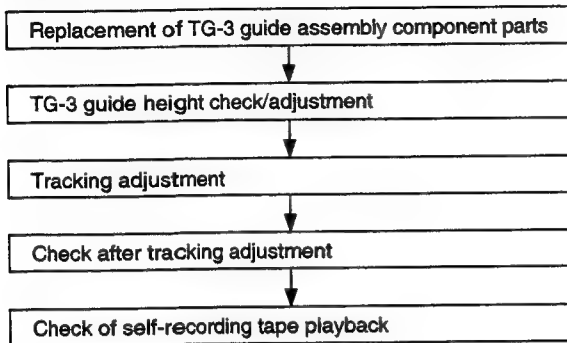 Replacement of TG-3 guide assembly component parts
TG-3 guide height check/adjustment
Tracking adjustment
Check after tracking adjustment
Check of self-recording tape playback